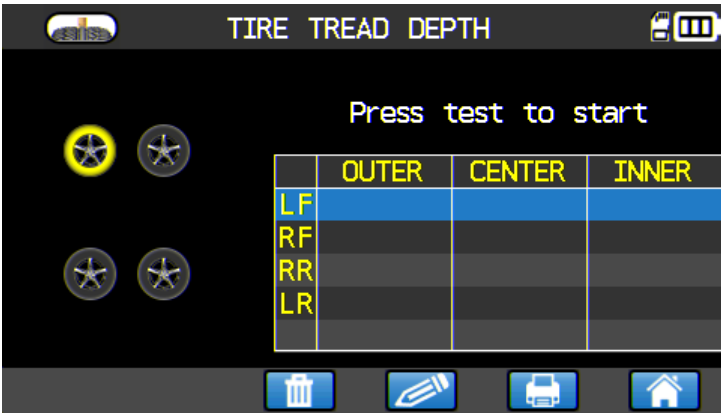 TIRE TREAD DEPTH
Press test to start
OUTER CENTER INNER
LF
RF
RR
LR